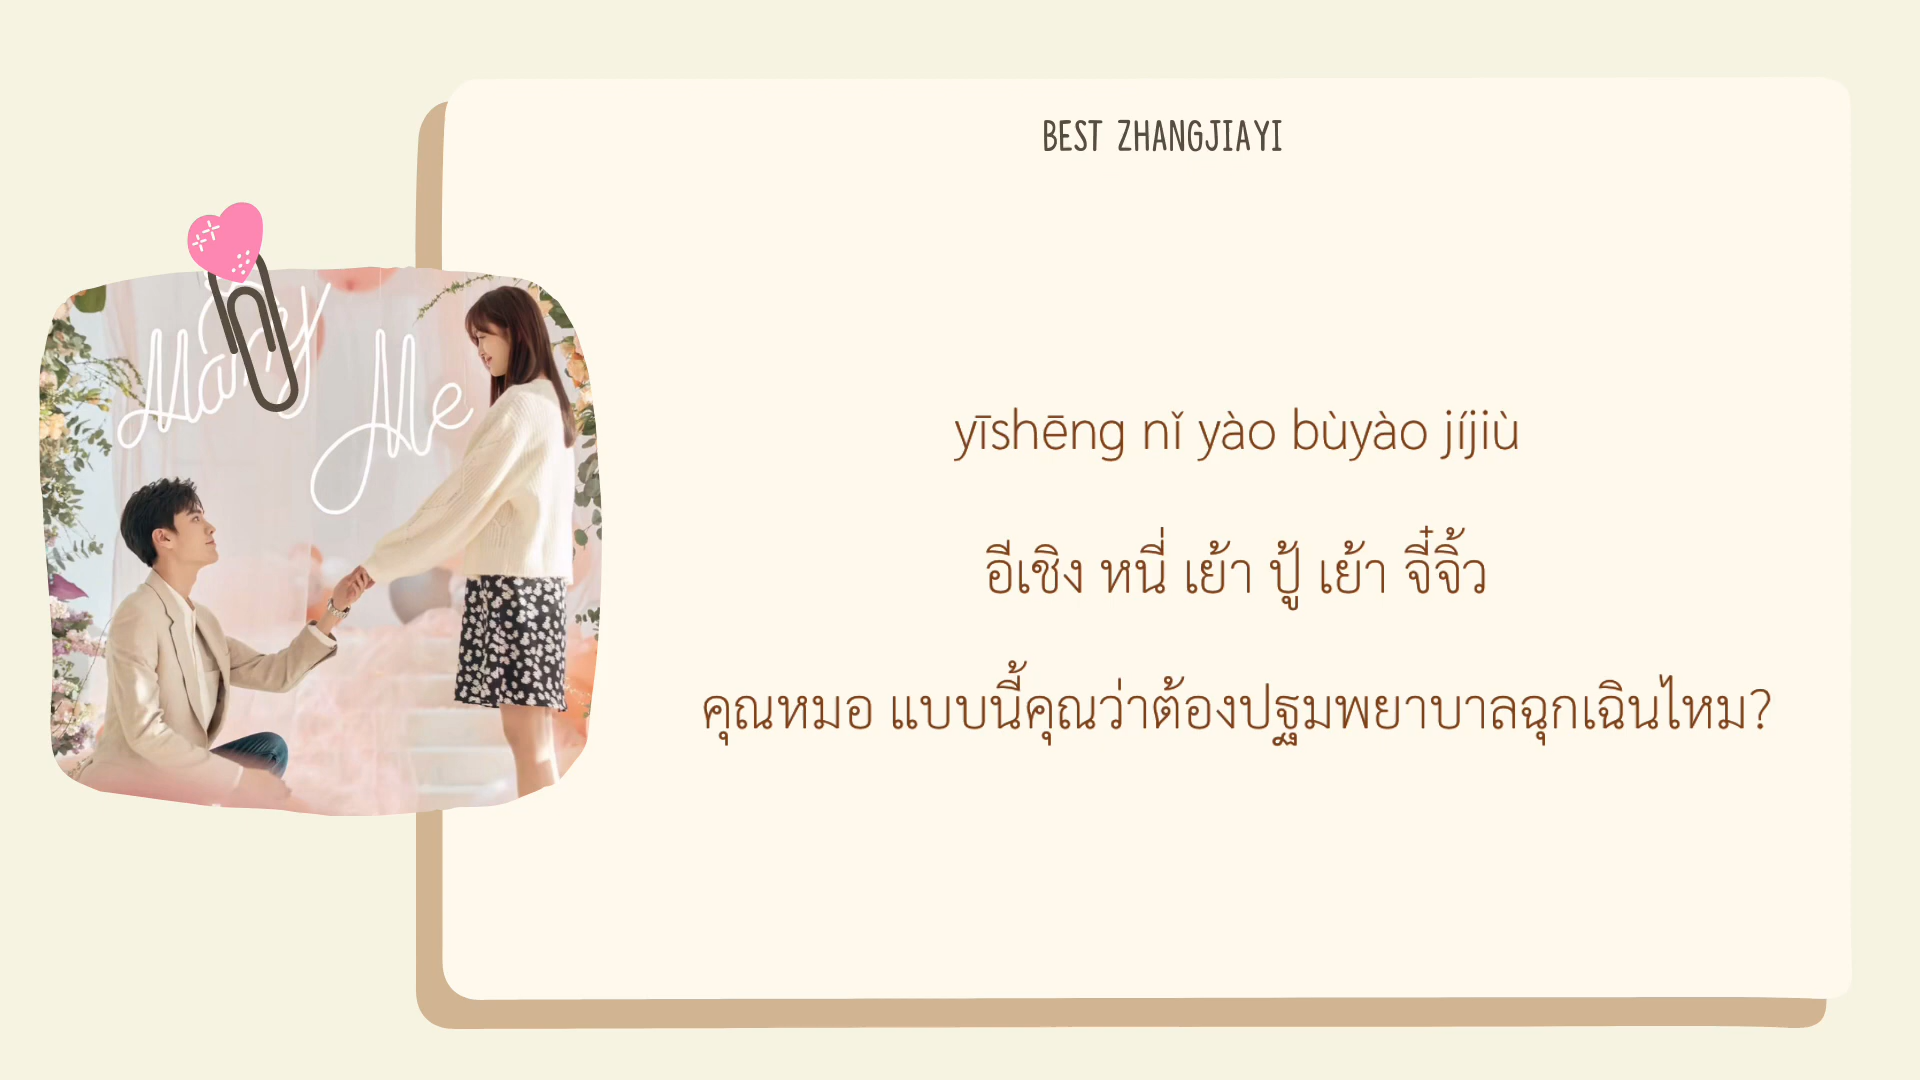 BEST ZHANGJIAYI
Marry Me
yīshēng nǐ yào bùyào jíjiù
อีเชิง หนี่ เย้า ปู้ เย้า จี๋จิ้ว
คุณหมอ แบบนี้คุณว่าต้องปฐมพยาบาลฉุกเฉินไหม?